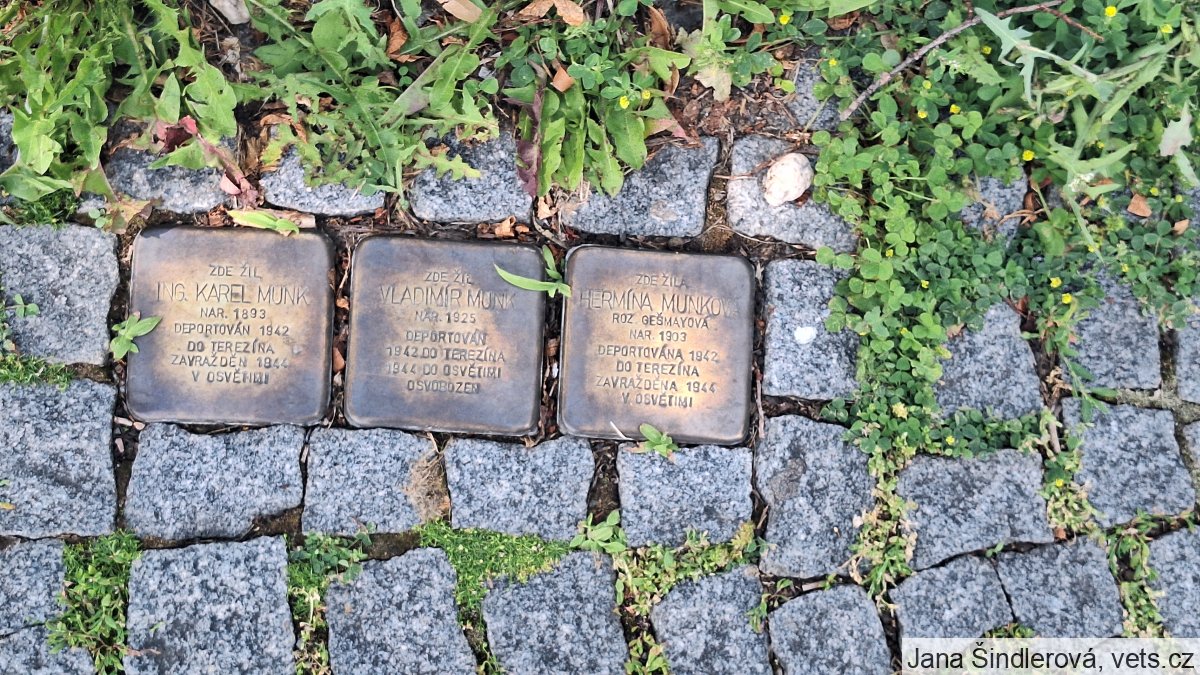 ZDE ŽIL
ING. KAREL MUNK
NAR. 1893
DEPORTOVÁN 1942
DO TEREZÍNA
ZAVRAŽDĚN 1944
V OSVĚTIMI
ZDE ŽIL
VLADIMÍR MUNK
NAR. 1925
DEPORTOVÁN
1942 DO TEREZÍNA
1944 DO OSVĚTIMI
OSVOBOZEN
ZDE ŽILA
HERMÍNA MUNKOVÁ
ROZ. GEŠMAYOVÁ
NAR. 1903
DEPORTOVÁNA 1942
DO TEREZÍNA
ZAVRAŽDĚNA 1944
V OSVĚTIMI
Jana Šindlerová, vets.cz